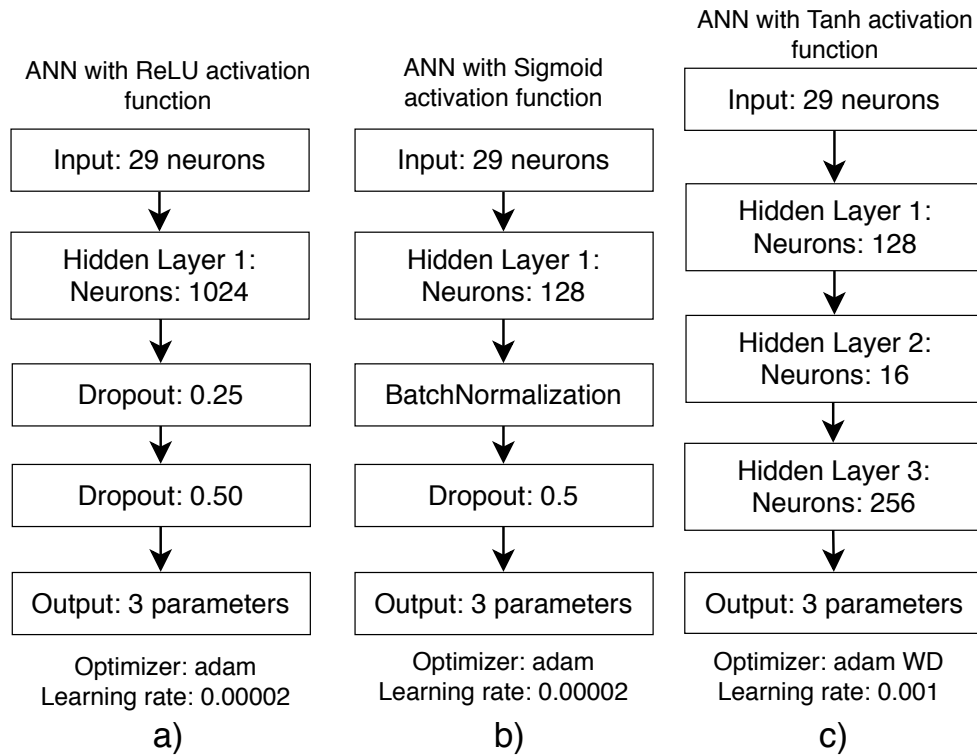 ANN with ReLU activation
function
Input: 29 neurons
Hidden Layer 1:
Neurons: 1024
Dropout: 0.25
Dropout: 0.50
Output: 3 parameters
Optimizer: adam
Learning rate: 0.00002
a)
ANN with Sigmoid
activation function
Input: 29 neurons
Hidden Layer 1:
Neurons: 128
BatchNormalization
Dropout: 0.5
Output: 3 parameters
Optimizer: adam
Learning rate: 0.00002
b)
ANN with Tanh activation
function
Input: 29 neurons
Hidden Layer 1:
Neurons: 128
Hidden Layer 2:
Neurons: 16
Hidden Layer 3:
Neurons: 256
Output: 3 parameters
Optimizer: adam WD
Learning rate: 0.001
c)